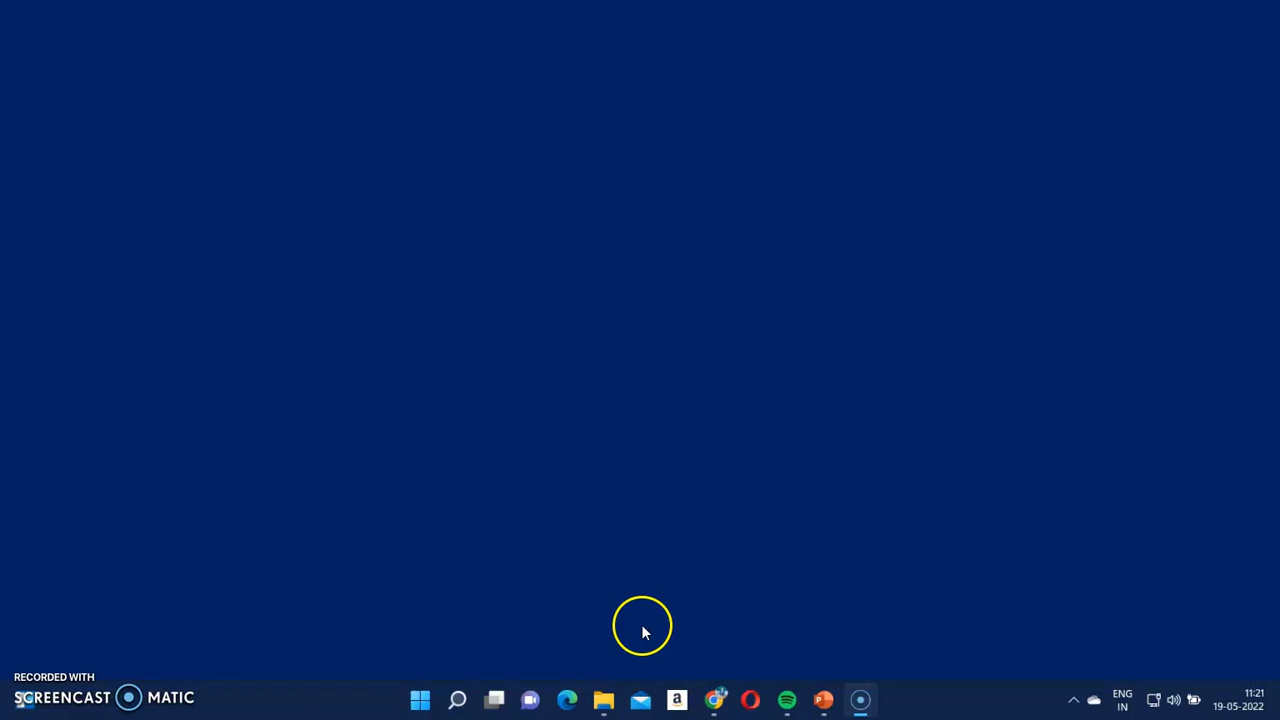 RECORDED WITH
SCREENCAST MATIC
a
ENG
IN
11:21
19-05-2022